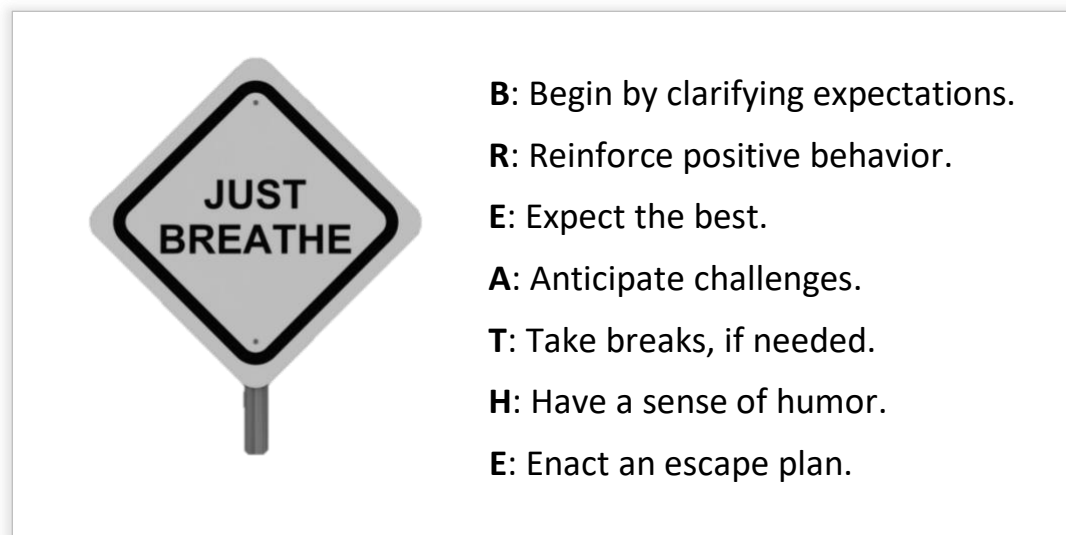 JUST
BREATHE
B: Begin by clarifying expectations.
R: Reinforce positive behavior.
E: Expect the best.
A: Anticipate challenges.
T: Take breaks, if needed.
H: Have a sense of humor.
E: Enact an escape plan.